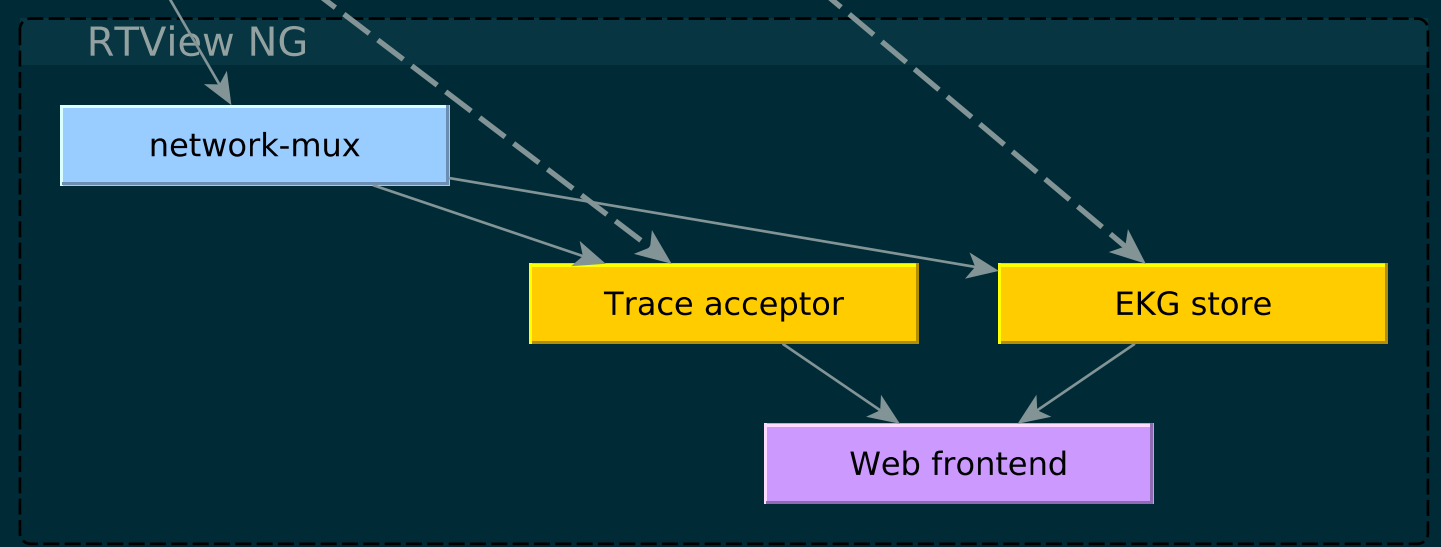 RTView NG
network-mux
Trace acceptor
EKG store
Web frontend